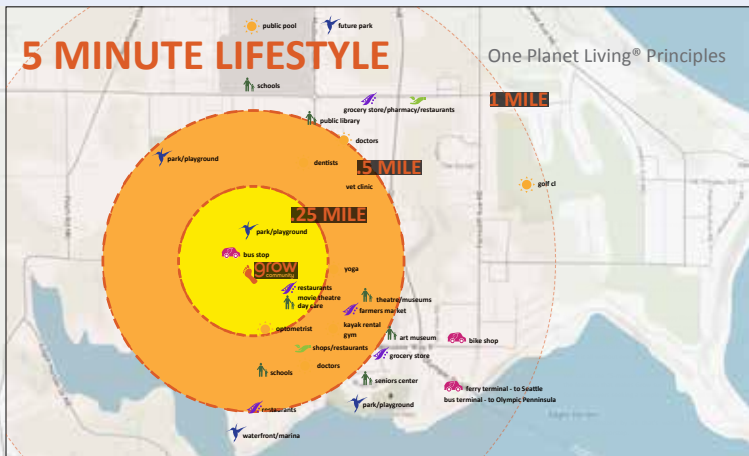 public pool
future park
5 MINUTE LIFESTYLE
One Planet Living® Principles
schools
1 MILE
grocery store/pharmacy/restaurants
public library
doctors
park/playground
dentists
.5 MILE
vet clinic
golf cl
.25 MILE
park/playground
bus stop
grow
community
yoga
restaurants
movie theatre
day care
theatre/museums
farmers market
optometrist
kayak rental
gym
art museum
bike shop
shops/restaurants
grocery store
doctors
schools
seniors center
ferry terminal - to Seattle
bus terminal - to Olympic Penninsula
restaurants
park/playground
waterfront/marina